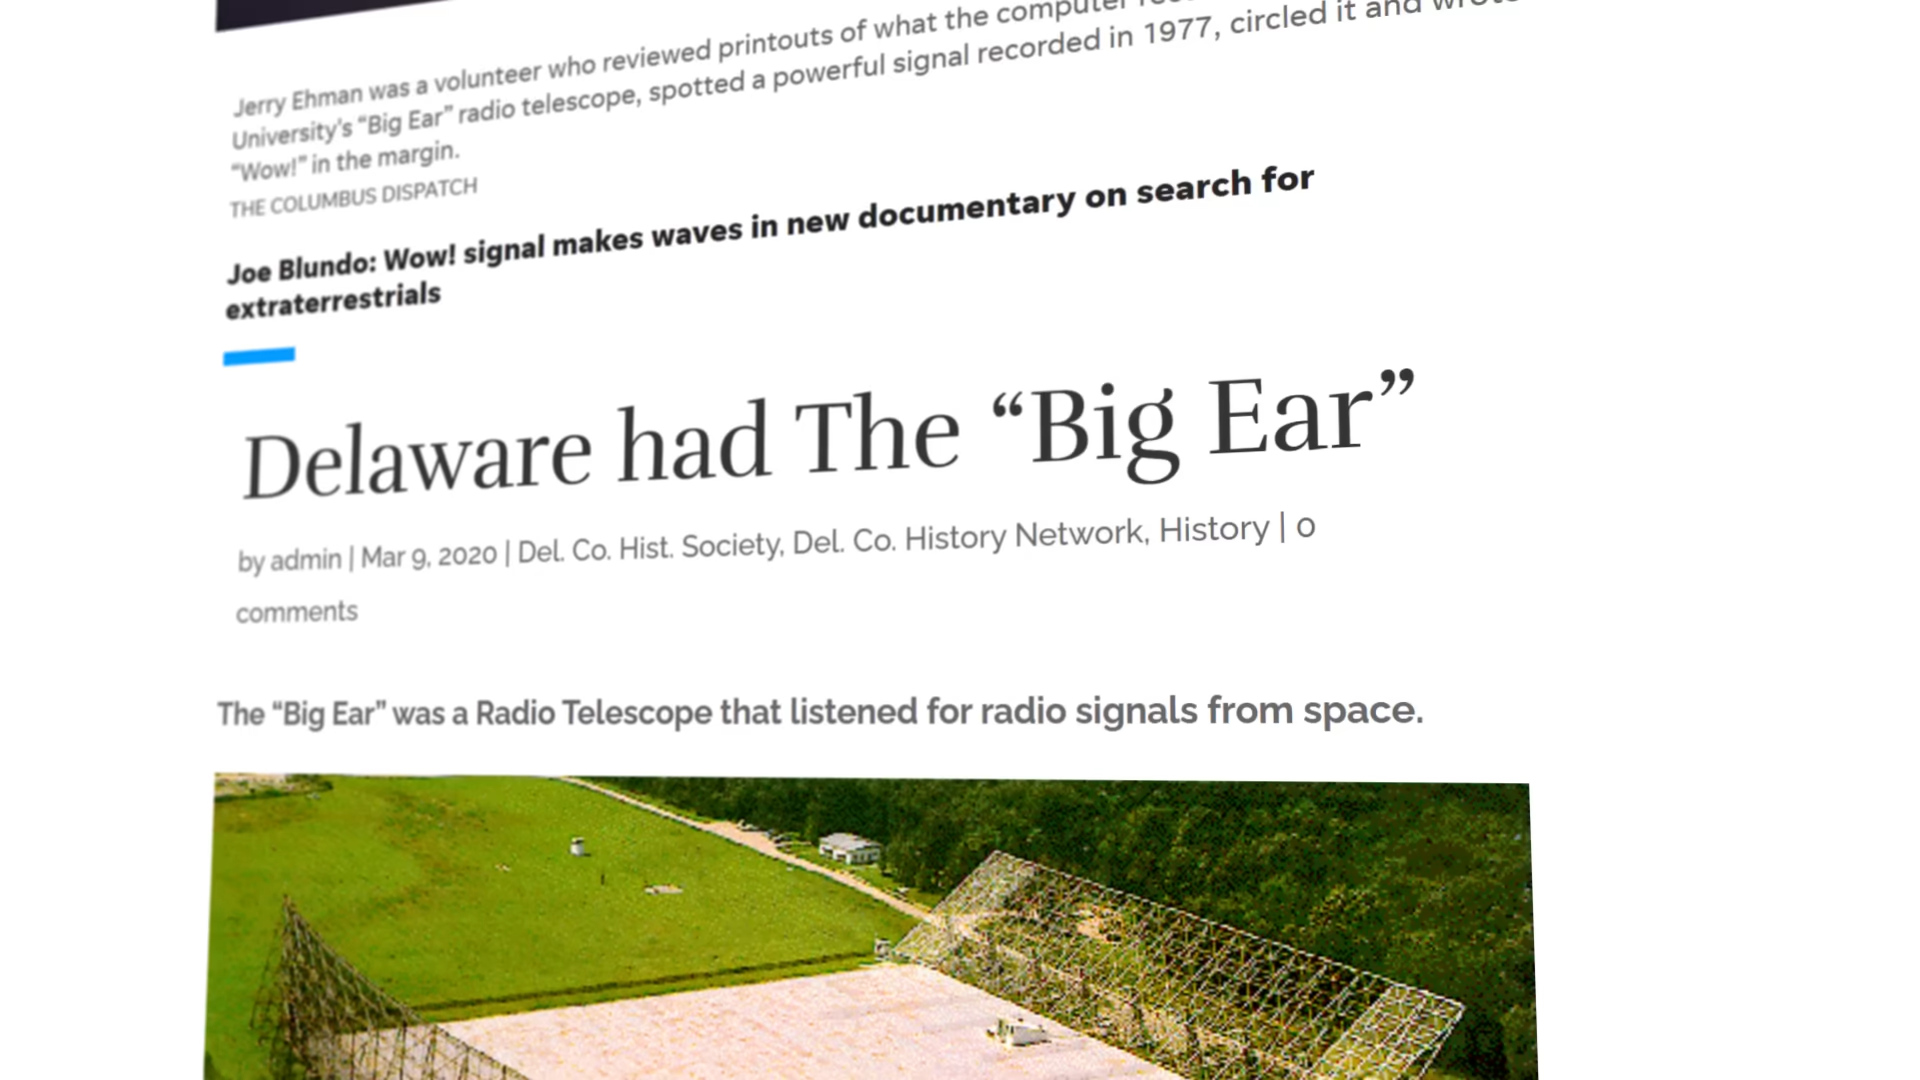 Jerry Ehman was a volunteer who reviewed printouts of what the computer
University's “Big Ear” radio telescope, spotted a powerful signal recorded in 1977, circled it and wrote
“Wow!” in the margin.
THE COLUMBUS DISPATCH
Joe Blundo: Wow! signal makes waves in new documentary on search for
extraterrestrials
Delaware had The “Big Ear”
by admin | Mar 9, 2020 | Del. Co. Hist. Society, Del. Co. History Network, History | 0
comments
The “Big Ear” was a Radio Telescope that listened for radio signals from space.